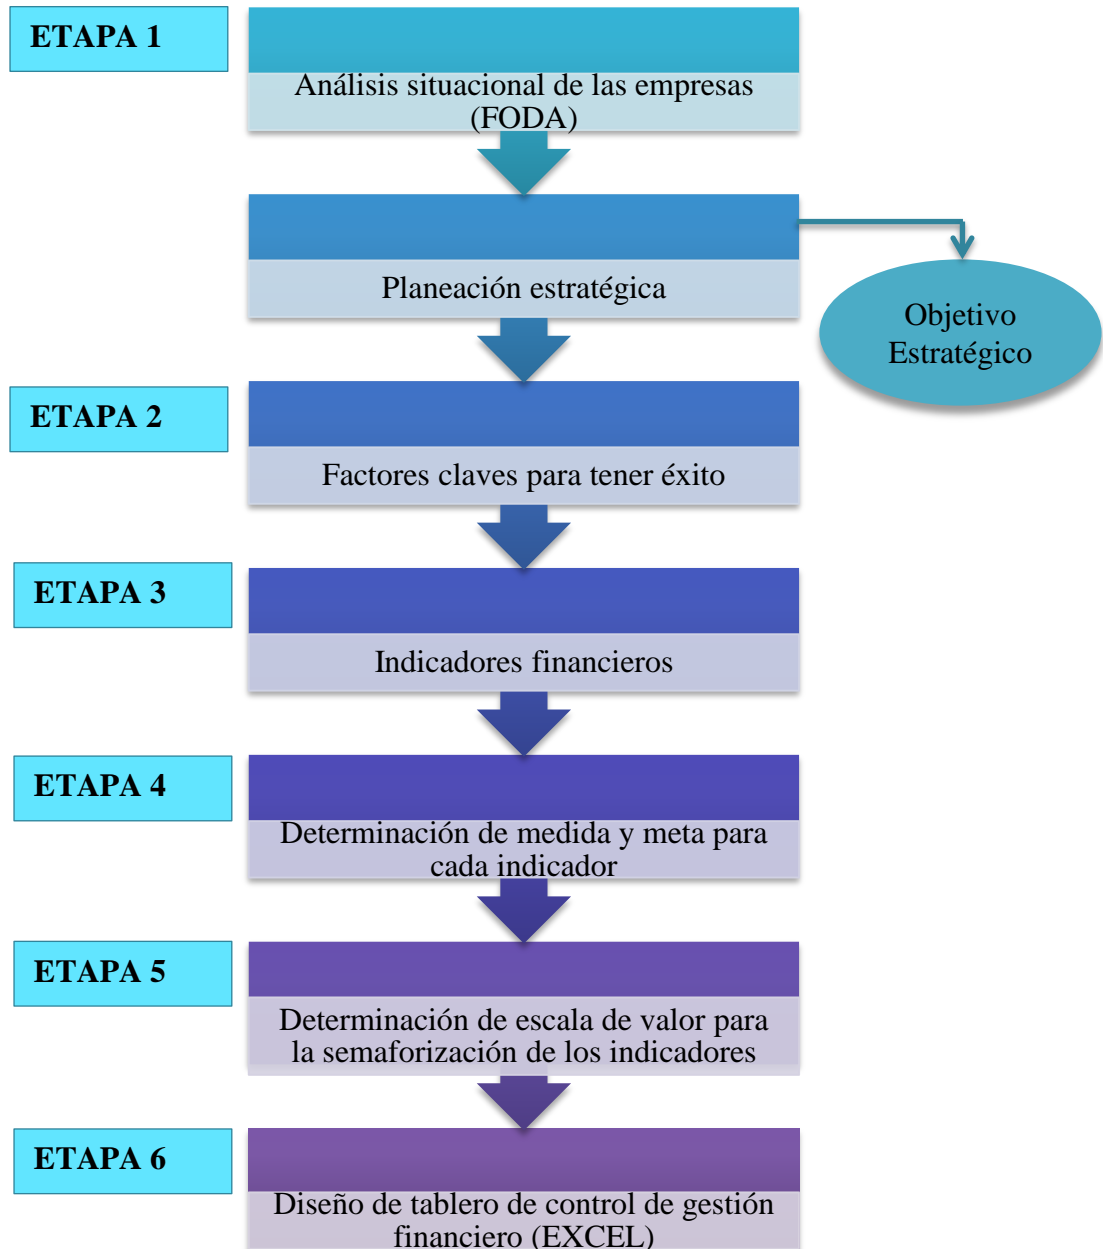 ETAPA 1
Análisis situacional de las empresas
(FODA)
Planeación estratégica
Objetivo
Estratégico
ETAPA 2
Factores claves para tener éxito
ETAPA 3
Indicadores financieros
ETAPA 4
Determinación de medida y meta para
cada indicador
ETAPA 5
Determinación de escala de valor para
la semaforización de los indicadores
ETAPA 6
Diseño de tablero de control de gestión
financiero (EXCEL)